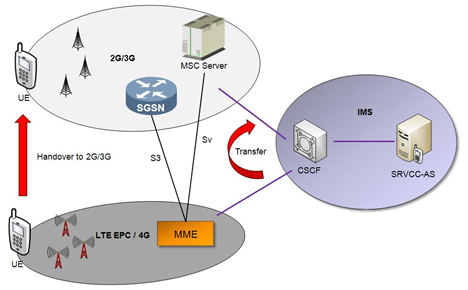 MSC Server
2G/3G
UE
SGSN
IMS
Handover to 2G/3G
S3
Sv
Transfer
CSCF
SRVCC-AS
LTE EPC / 4G
MME
UE